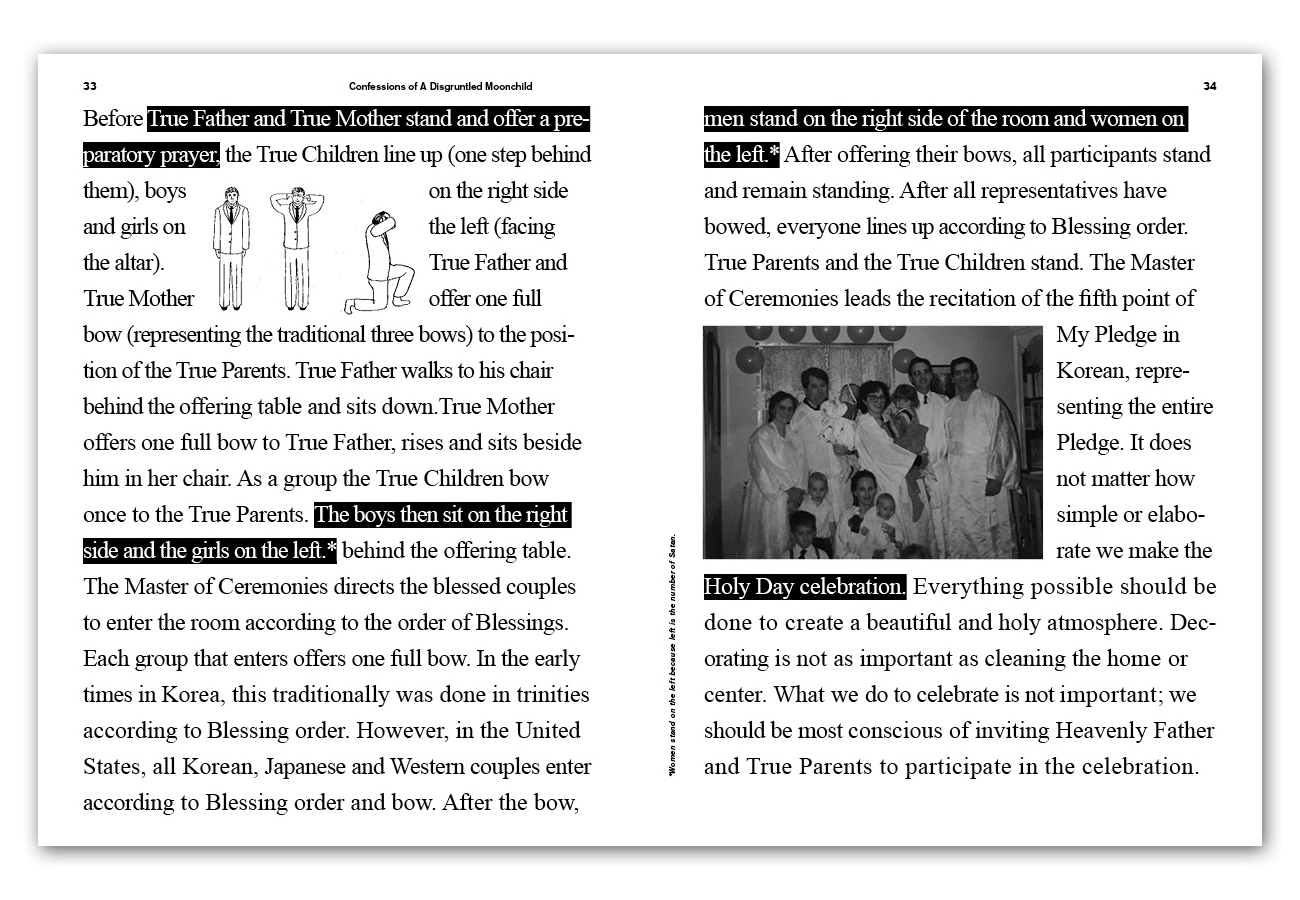 33
Confessions of A Disgruntled Moonchild
Before True Father and True Mother stand and offer a pre-
paratory prayer, the True Children line up (one step behind
them), boys on the right side
and girls on the left (facing
the altar). True Father and
True Mother offer one full
bow (representing the traditional three bows) to the posi-
tion of the True Parents. True Father walks to his chair
behind the offering table and sits down.True Mother
offers one full bow to True Father, rises and sits beside
him in her chair. As a group the True Children bow
once to the True Parents. The boys then sit on the right
side and the girls on the left.* behind the offering table.
The Master of Ceremonies directs the blessed couples
to enter the room according to the order of Blessings.
Each group that enters offers one full bow. In the early
times in Korea, this traditionally was done in trinities
according to Blessing order. However, in the United
States, all Korean, Japanese and Western couples enter
according to Blessing order and bow. After the bow,
*Women stand on the left because left is the number of Satan.
34
men stand on the right side of the room and women on
the left.* After offering their bows, all participants stand
and remain standing. After all representatives have
bowed, everyone lines up according to Blessing order.
True Parents and the True Children stand. The Master
of Ceremonies leads the recitation of the fifth point of
My Pledge in
Korean, repre-
senting the entire
Pledge. It does
not matter how
simple or elabo-
rate we make the
Holy Day celebration. Everything possible should be
done to create a beautiful and holy atmosphere. Dec-
orating is not as important as cleaning the home or
center. What we do to celebrate is not important; we
should be most conscious of inviting Heavenly Father
and True Parents to participate in the celebration.